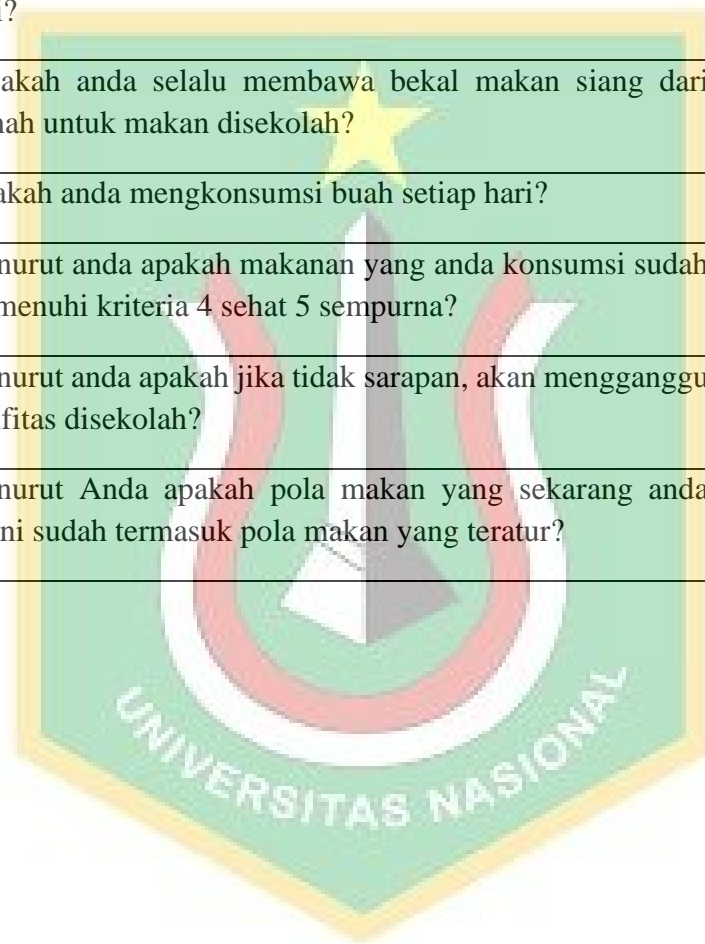 i?
akah anda selalu membawa bekal makan siang dari
nah untuk makan disekolah?
akah anda mengkonsumsi buah setiap hari?
nurut anda apakah makanan yang anda konsumsi sudah
menuhi kriteria 4 sehat 5 sempurna?
nurut anda apakah jika tidak sarapan, akan mengganggu
fitas disekolah?
nurut Anda apakah pola makan yang sekarang anda
ni sudah termasuk pola makan yang teratur?
UNIVERSITAS NASIONAL